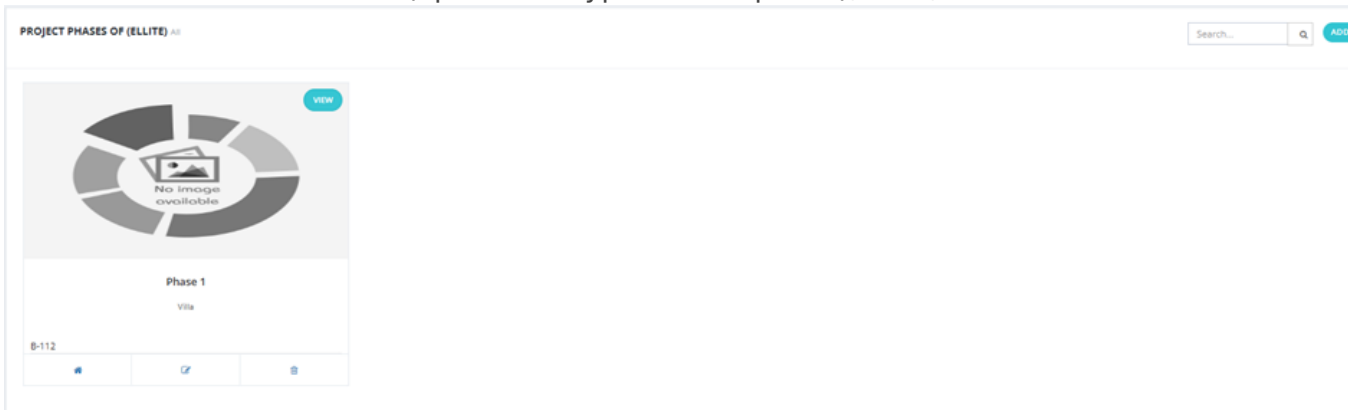 PROJECT PHASES OF (ELLITE) All
Search...
ADD
VIEW
No image
available
Phase 1
Villa
B-112